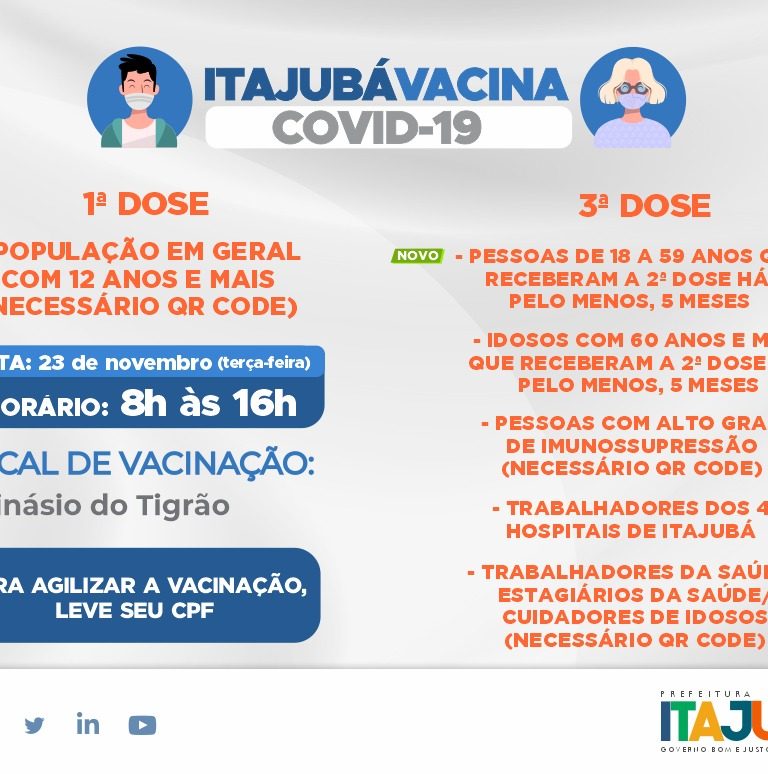 ITAJUBÁVACINA
COVID-19
1ª DOSE
POPULAÇÃO EM GERAL
COM 12 ANOS E MAIS
NECESSÁRIO QR CODE)
TA: 23 de novembro (terça-feira)
ORÁRIO: 8h às 16h
CAL DE VACINAÇÃO:
inásio do Tigrão
RA AGILIZAR A VACINAÇÃO,
LEVE SEU CPF
3ª DOSE
NOVO - PESSOAS DE 18 A 59 ANOS
RECEBERAM A 2ª DOSE HÁ
PELO MENOS, 5 MESES
- IDOSOS COM 60 ANOS E M
QUE RECEBERAM A 2ª DOSE
PELO MENOS, 5 MESES
- PESSOAS COM ALTO GRA
DE IMUNOSSUPRESSÃO
(NECESSÁRIO QR CODE)
- TRABALHADORES DOS 4
HOSPITAIS DE ITAJUBÁ
- TRABALHADORES DA SAÚ
ESTAGIÁRIOS DA SAÚDE/
CUIDADORES DE IDOSOS
(NECESSÁRIO QR CODE)
in
PREFEITURA
ITAJU
GOVERNO BOM E JUSTO